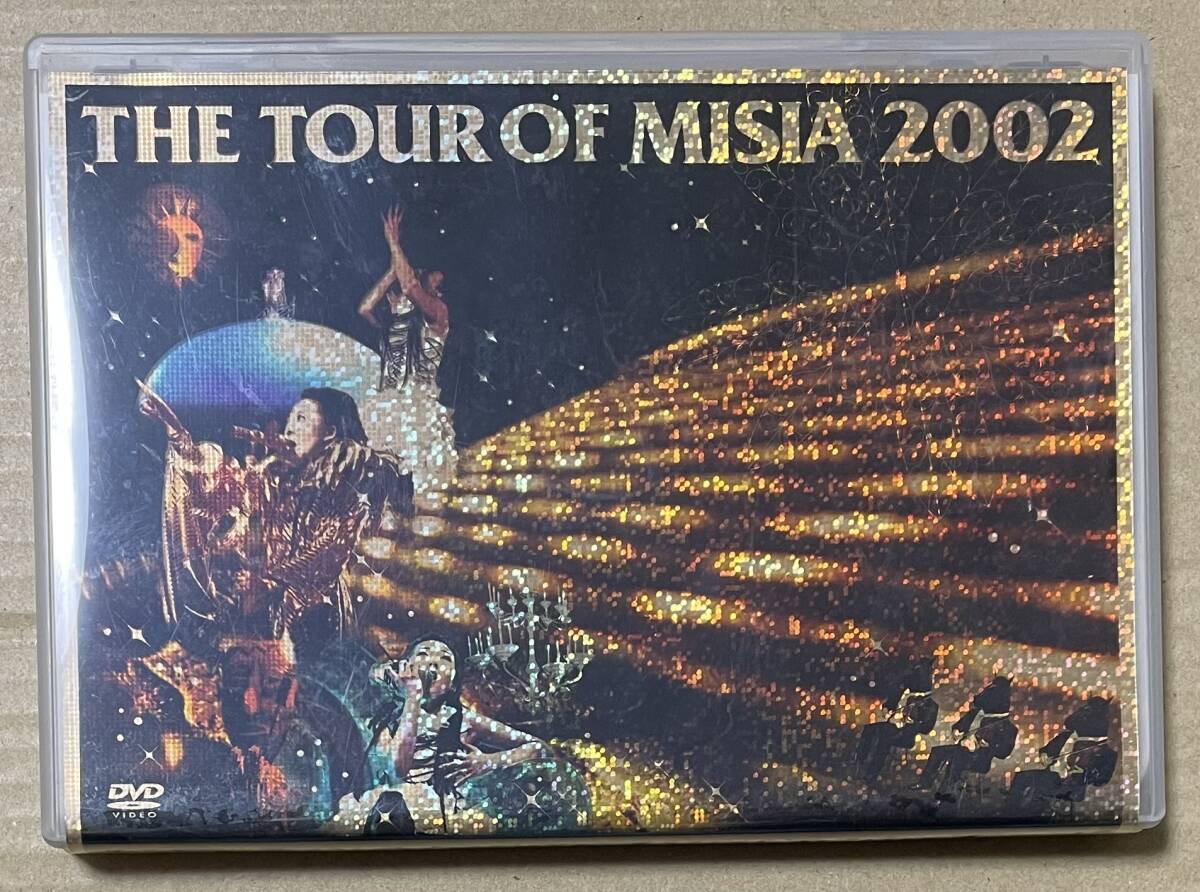 THE TOUR OF MISIA 2002
DVD
VIDEO